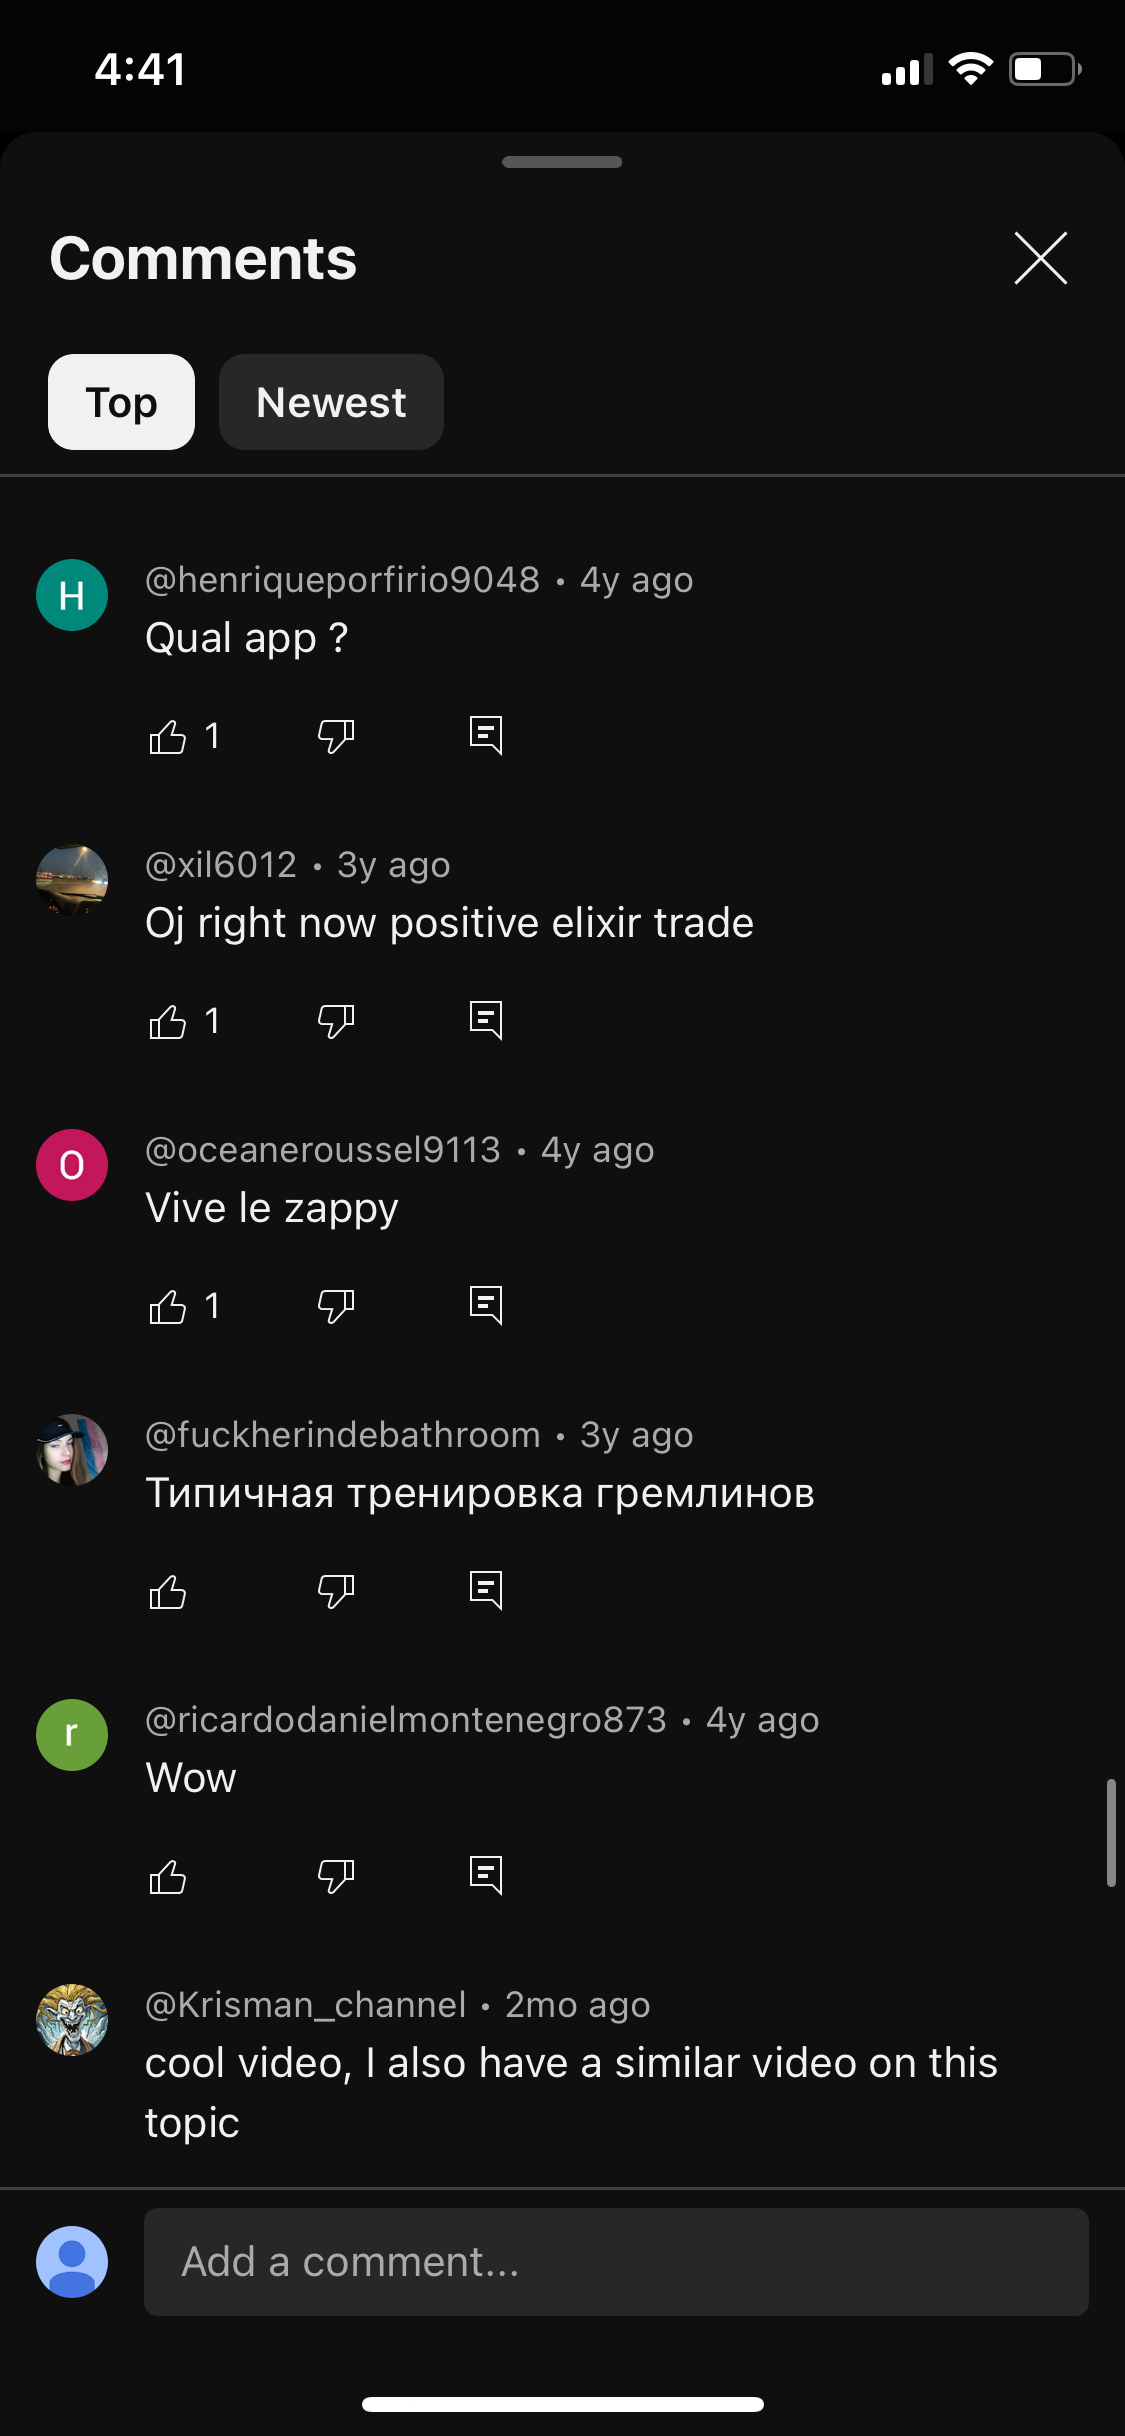 4:41
Comments
Top
Newest
H
@henriqueporfirio9048 • 4y ago
Qual app ?
1
@xil6012 • 3y ago
Oj right now positive elixir trade
1
O
@oceaneroussel9113 • 4y ago
Vive le zappy
1
@fuckherindebathroom • 3y ago
Типичная тренировка гремлинов
r
@ricardodanielmontenegro873 • 4y ago
Wow
@Krisman_channel • 2mo ago
cool video, I also have a similar video on this
topic
Add a comment...